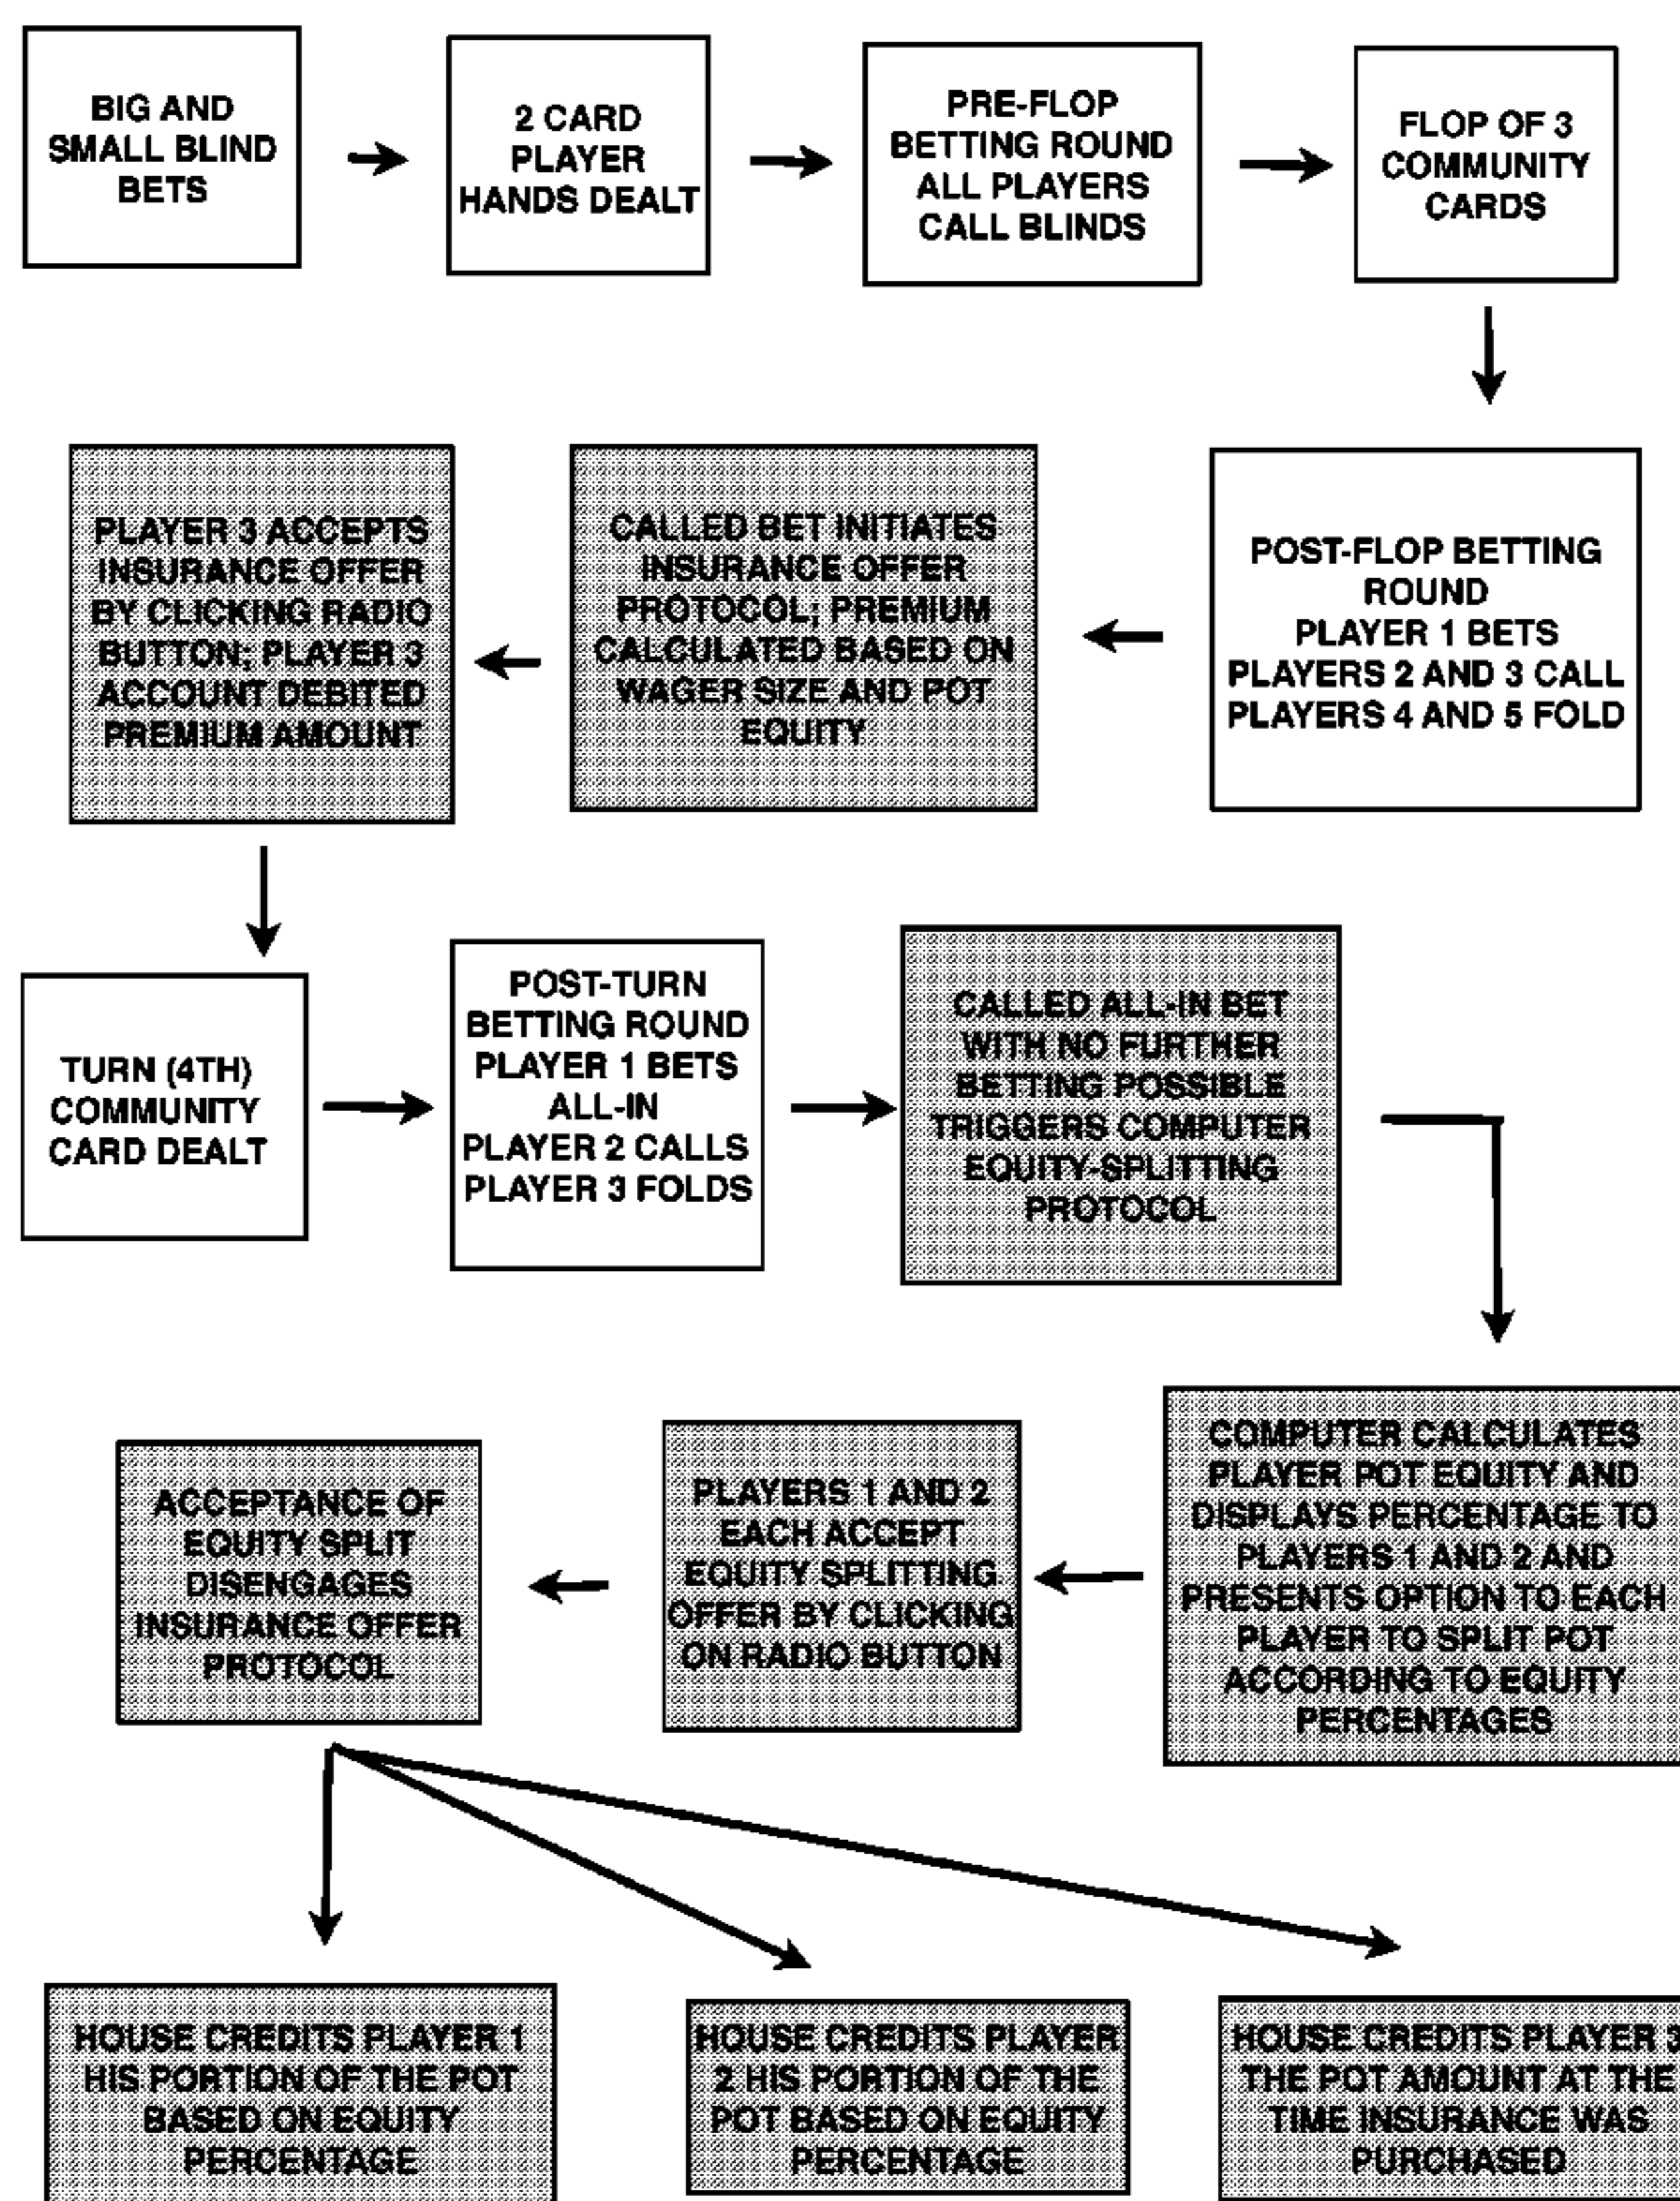 BIG AND
SMALL BLIND
BETS
2 CARD
PLAYER
HANDS DEALT
PRE-FLOP
BETTING ROUND
ALL PLAYERS
CALL BLINDS
FLOP OF 3
COMMUNITY
CARDS
POST-FLOP BETTING
ROUND
PLAYER 1 BETS
PLAYERS 2 AND 3 CALL
PLAYERS 4 AND 5 FOLD
CALLED BET INITIATES
INSURANCE OFFER
PROTOCOL; PREMIUM
CALCULATED BASED ON
WAGER SIZE AND POT
EQUITY
PLAYER 3 ACCEPTS
INSURANCE OFFER
BY CLICKING RADIO
BUTTON; PLAYER 3
ACCOUNT DEBITED
PREMIUM AMOUNT
TURN (4TH)
COMMUNITY
CARD DEALT
POST-TURN
BETTING ROUND
PLAYER 1 BETS
ALL-IN
PLAYER 2 CALLS
PLAYER 3 FOLDS
CALLED ALL-IN BET
WITH NO FURTHER
BETTING POSSIBLE
TRIGGERS COMPUTER
EQUITY-SPLITTING
PROTOCOL
COMPUTER CALCULATES
PLAYER POT EQUITY AND
DISPLAYS PERCENTAGE TO
PLAYERS 1 AND 2 AND
PRESENTS OPTION TO EACH
PLAYER TO SPLIT POT
ACCORDING TO EQUITY
PERCENTAGES
PLAYERS 1 AND 2
EACH ACCEPT
EQUITY SPLITTING
OFFER BY CLICKING
ON RADIO BUTTON
ACCEPTANCE OF
EQUITY SPLIT
DISENGAGES
INSURANCE OFFER
PROTOCOL
HOUSE CREDITS PLAYER 1
HIS PORTION OF THE POT
BASED ON EQUITY
PERCENTAGE
HOUSE CREDITS PLAYER
2 HIS PORTION OF THE
POT BASED ON EQUITY
PERCENTAGE
HOUSE CREDITS PLAYER 3
THE POT AMOUNT AT THE
TIME INSURANCE WAS
PURCHASED